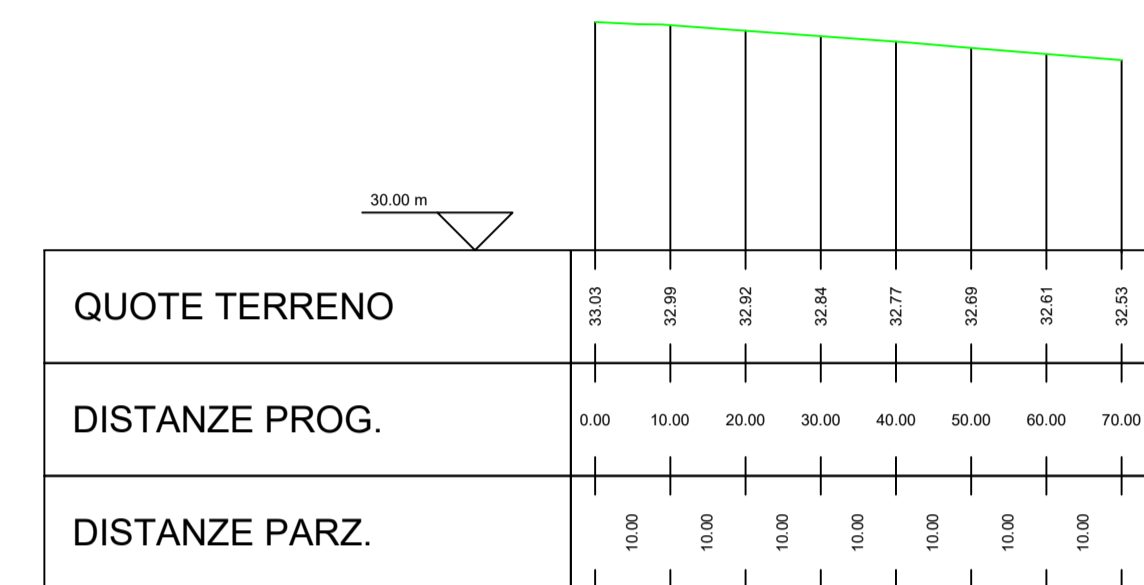 30.00 m
QUOTE TERRENO 33.03 32.99 32.92 32.84 32.77 32.69 32.61 32.53
DISTANZE PROG. 0.00 10.00 20.00 30.00 40.00 50.00 60.00 70.00
DISTANZE PARZ. 10.00 10.00 10.00 10.00 10.00 10.00 10.00